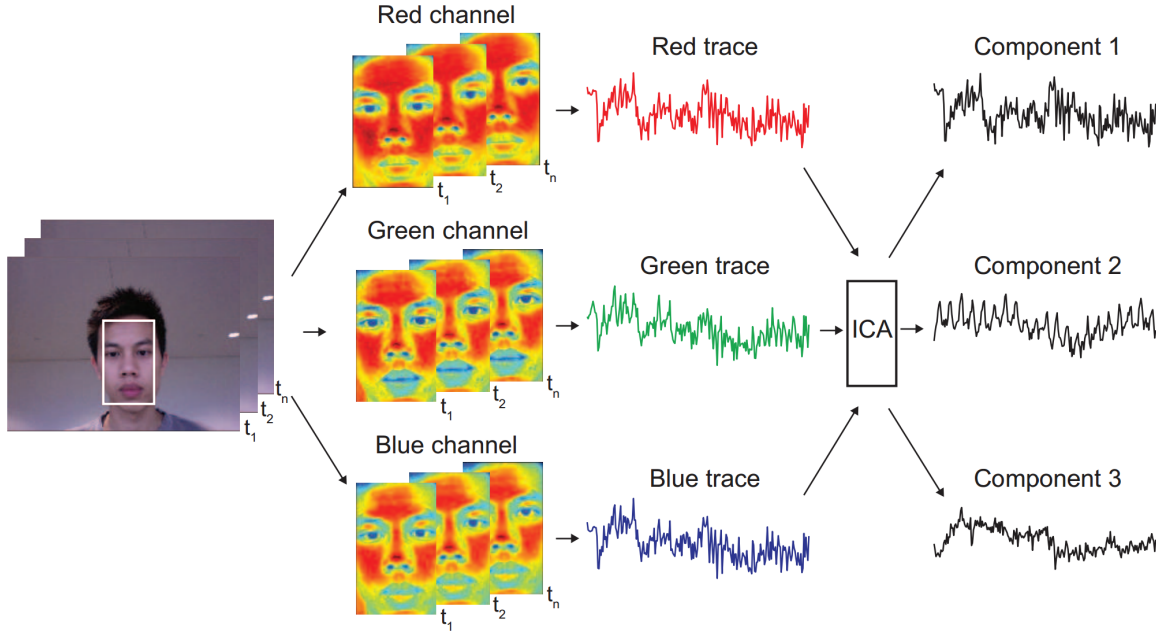 Red channel
Red trace
Component 1
t1
t2
tn
Green channel
Green trace
Component 2
t1
t2
tn
ICA
t1
t2
tn
Blue channel
Blue trace
Component 3
t1
t2
tn